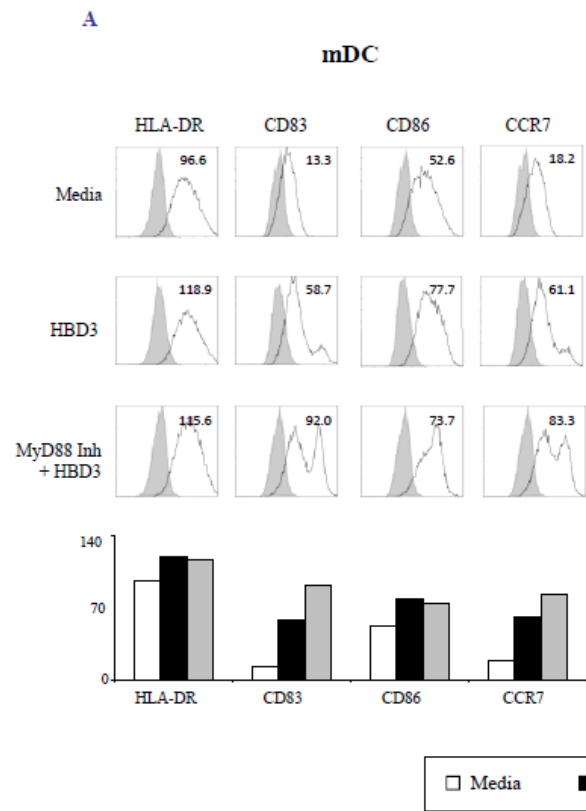 A
mDC
HLA-DR CD83 CD86 CCR7
Media 96.6 13.3 52.6 18.2
HBD3 118.9 58.7 77.7 61.1
MyD88 Inh
+ HBD3
115.6 92.0 73.7 83.3
140
70
0
HLA-DR CD83 CD86 CCR7
Media